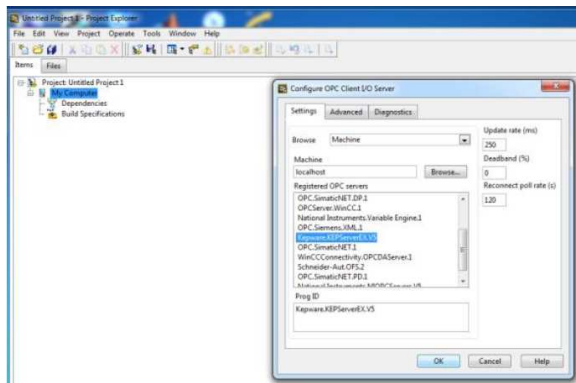 Untitled Project 1 - Project Explorer
File Edit View Project Operate Tools Window Help
Items Files
Project: Untitled Project 1
My Computer
Dependencies
Build Specifications
Configure OPC Client I/O Server
Settings Advanced Diagnostics
Browse Machine
Update rate (ms)
250
Machine
Deadband (%)
localhost Browse... 0
Registered OPC servers
Reconnect poll rate (s)
OPC.SimaticNET.DP.1
120
OPCServer.WinCC.1
National Instruments.Variable Engine.1
OPC.Siemens.XML.1
Kepware.KEPServerEX.V5
OPC.SimaticNET.1
WinCCConnectivity.OPCDAServer.1
Schneider-Aut.OFS.2
OPC.SimaticNET.PD.1
National Instruments.NIOPCServers.V5
Prog ID
Kepware.KEPServerEX.V5
OK Cancel Help